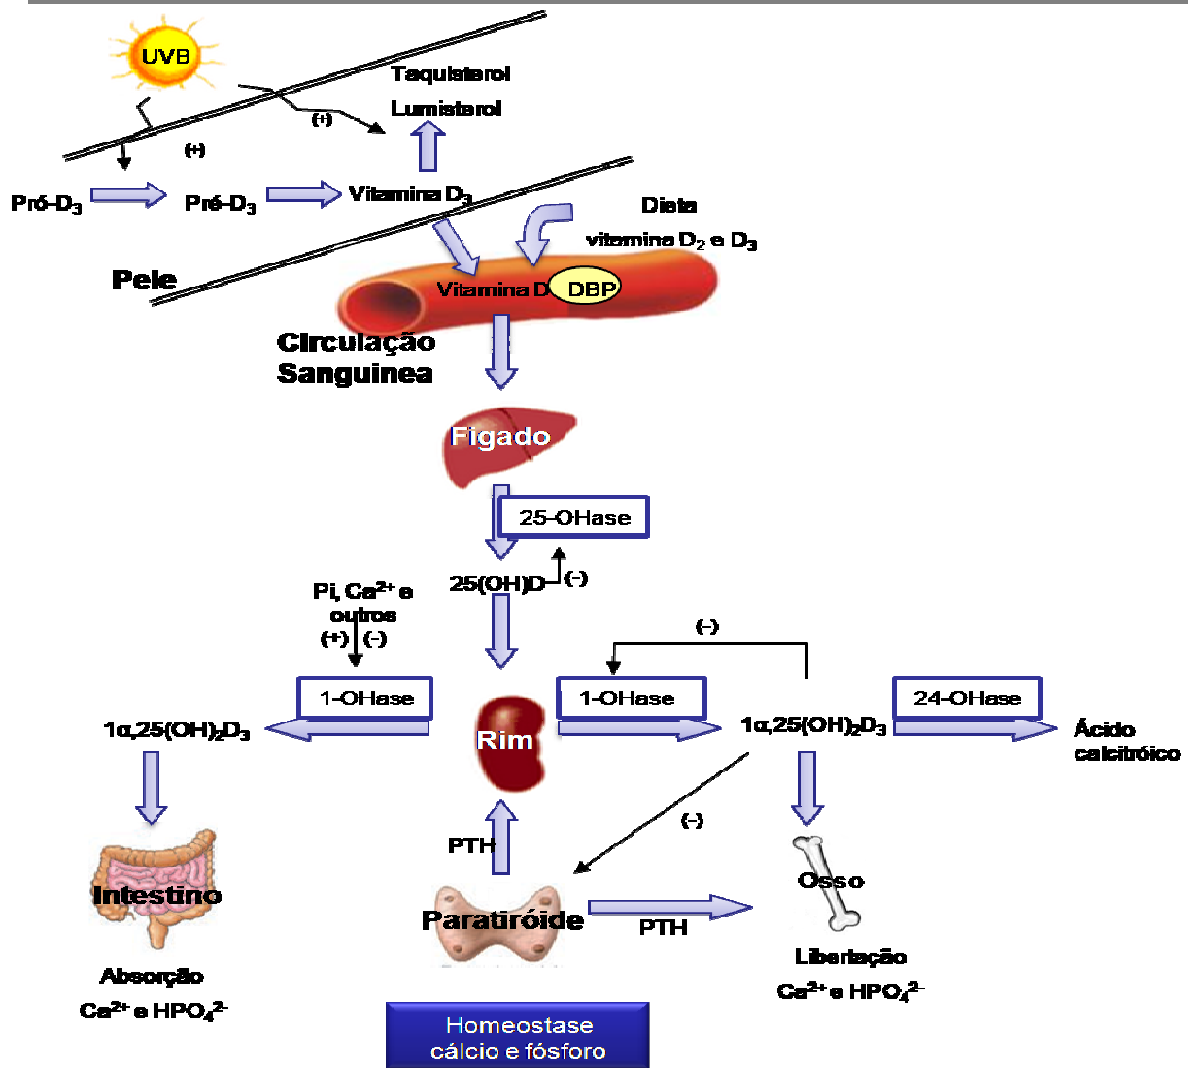 UVB
Taquisterol
Lumisterol
(+)
(+)
Pró-D₃
Pré-D₃
Vitamina D₃
Dieta
vitamina D₂ e D₃
Pele
Vitamina D
DBP
Circulação
Sanguinea
Figado
25-OHase
25(OH)D
(-)
Pi, Ca²⁺ e
outros
(+) (-)
(-)
1-OHase
1-OHase
24-OHase
1α,25(OH)₂D₃
Rim
1α,25(OH)₂D₃
Ácido
calcitróico
PTH
(-)
Intestino
Paratiróide
PTH
Osso
Absorção
Ca²⁺ e HPO₄²⁻
Libertação
Ca²⁺ e HPO₄²⁻
Homeostase
cálcio e fósforo